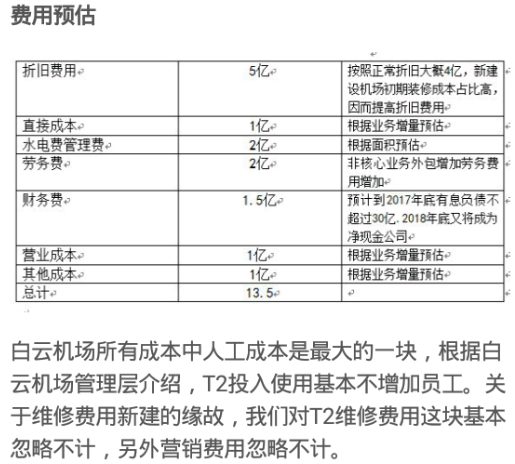 费用预估
折旧费用 5亿 按照正常折旧大概4亿，新建
设机场初期装修成本占比高，
因而提高折旧费用
直接成本 1亿 根据业务增量预估
水电费管理费 2亿 根据面积预估
劳务费 2亿 非核心业务外包增加劳务费
用增加
财务费 1.5亿 预计到2017年底有息负债不
超过30亿.2018年底又将成为
净现金公司
营业成本 1亿 根据业务增量预估
其他成本 1亿 根据业务增量预估
总计 13.5
白云机场所有成本中人工成本是最大的一块，根据白
云机场管理层介绍，T2投入使用基本不增加员工。关
于维修费用新建的缘故，我们对T2维修费用这块基本
忽略不计，另外营销费用忽略不计。